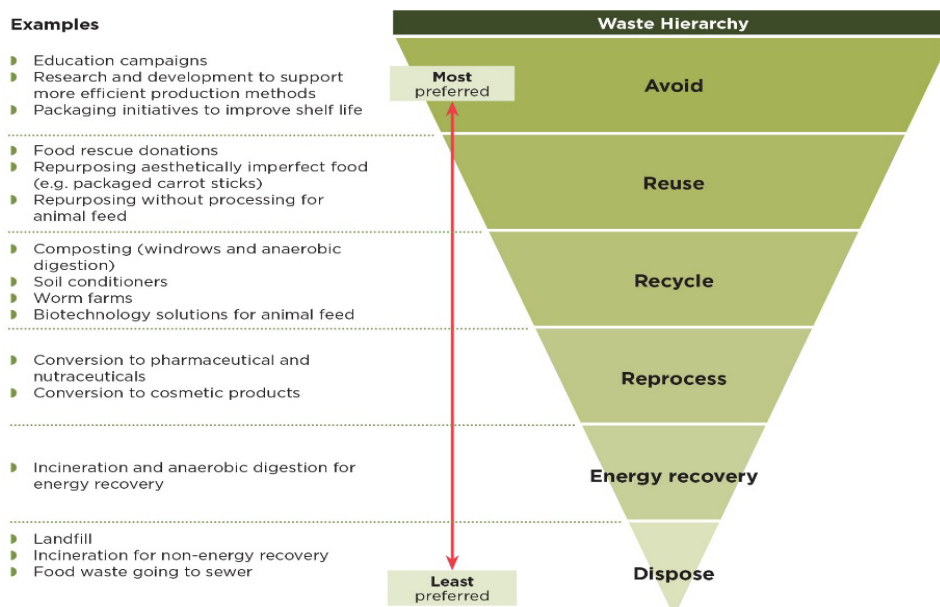 Examples
Waste Hierarchy
Education campaigns
Research and development to support
more efficient production methods
Packaging initiatives to improve shelf life
Most
preferred
Avoid
Food rescue donations
Repurposing aesthetically imperfect food
(e.g. packaged carrot sticks)
Repurposing without processing for
animal feed
Reuse
Composting (windrows and anaerobic
digestion)
Soil conditioners
Worm farms
Biotechnology solutions for animal feed
Recycle
Conversion to pharmaceutical and
nutraceuticals
Conversion to cosmetic products
Reprocess
Incineration and anaerobic digestion for
energy recovery
Energy recovery
Landfill
Incineration for non-energy recovery
Food waste going to sewer
Least
preferred
Dispose